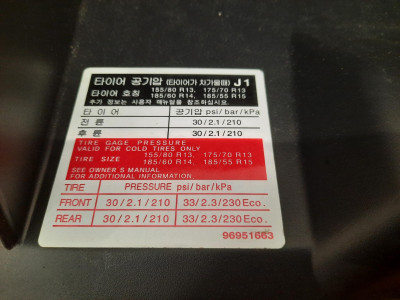 타이어 공기압 (타이어가 차가울때) J1
타이어 호칭 155/80 R13, 175/70 R13
185/60 R14, 185/55 R15
추가 정보는 사용자 메뉴얼을 참조하십시오.
타 이 어 공기압 psi/bar/kPa
전 륜 30/2.1/210
후 륜 30/2.1/210
TIRE GAGE PRESSURE
VALID FOR COLD TIRES ONLY
TIRE SIZE 155/80 R13, 175/70 R13
185/60 R14, 185/55 R15
SEE OWNER'S MANUAL
FOR ADDITIONAL INFORMATION.
TIRE PRESSURE psi/bar/kPa
FRONT 30/2.1/210 33/2.3/230 Eco.
REAR 30/2.1/210 33/2.3/230 Eco.
96951663